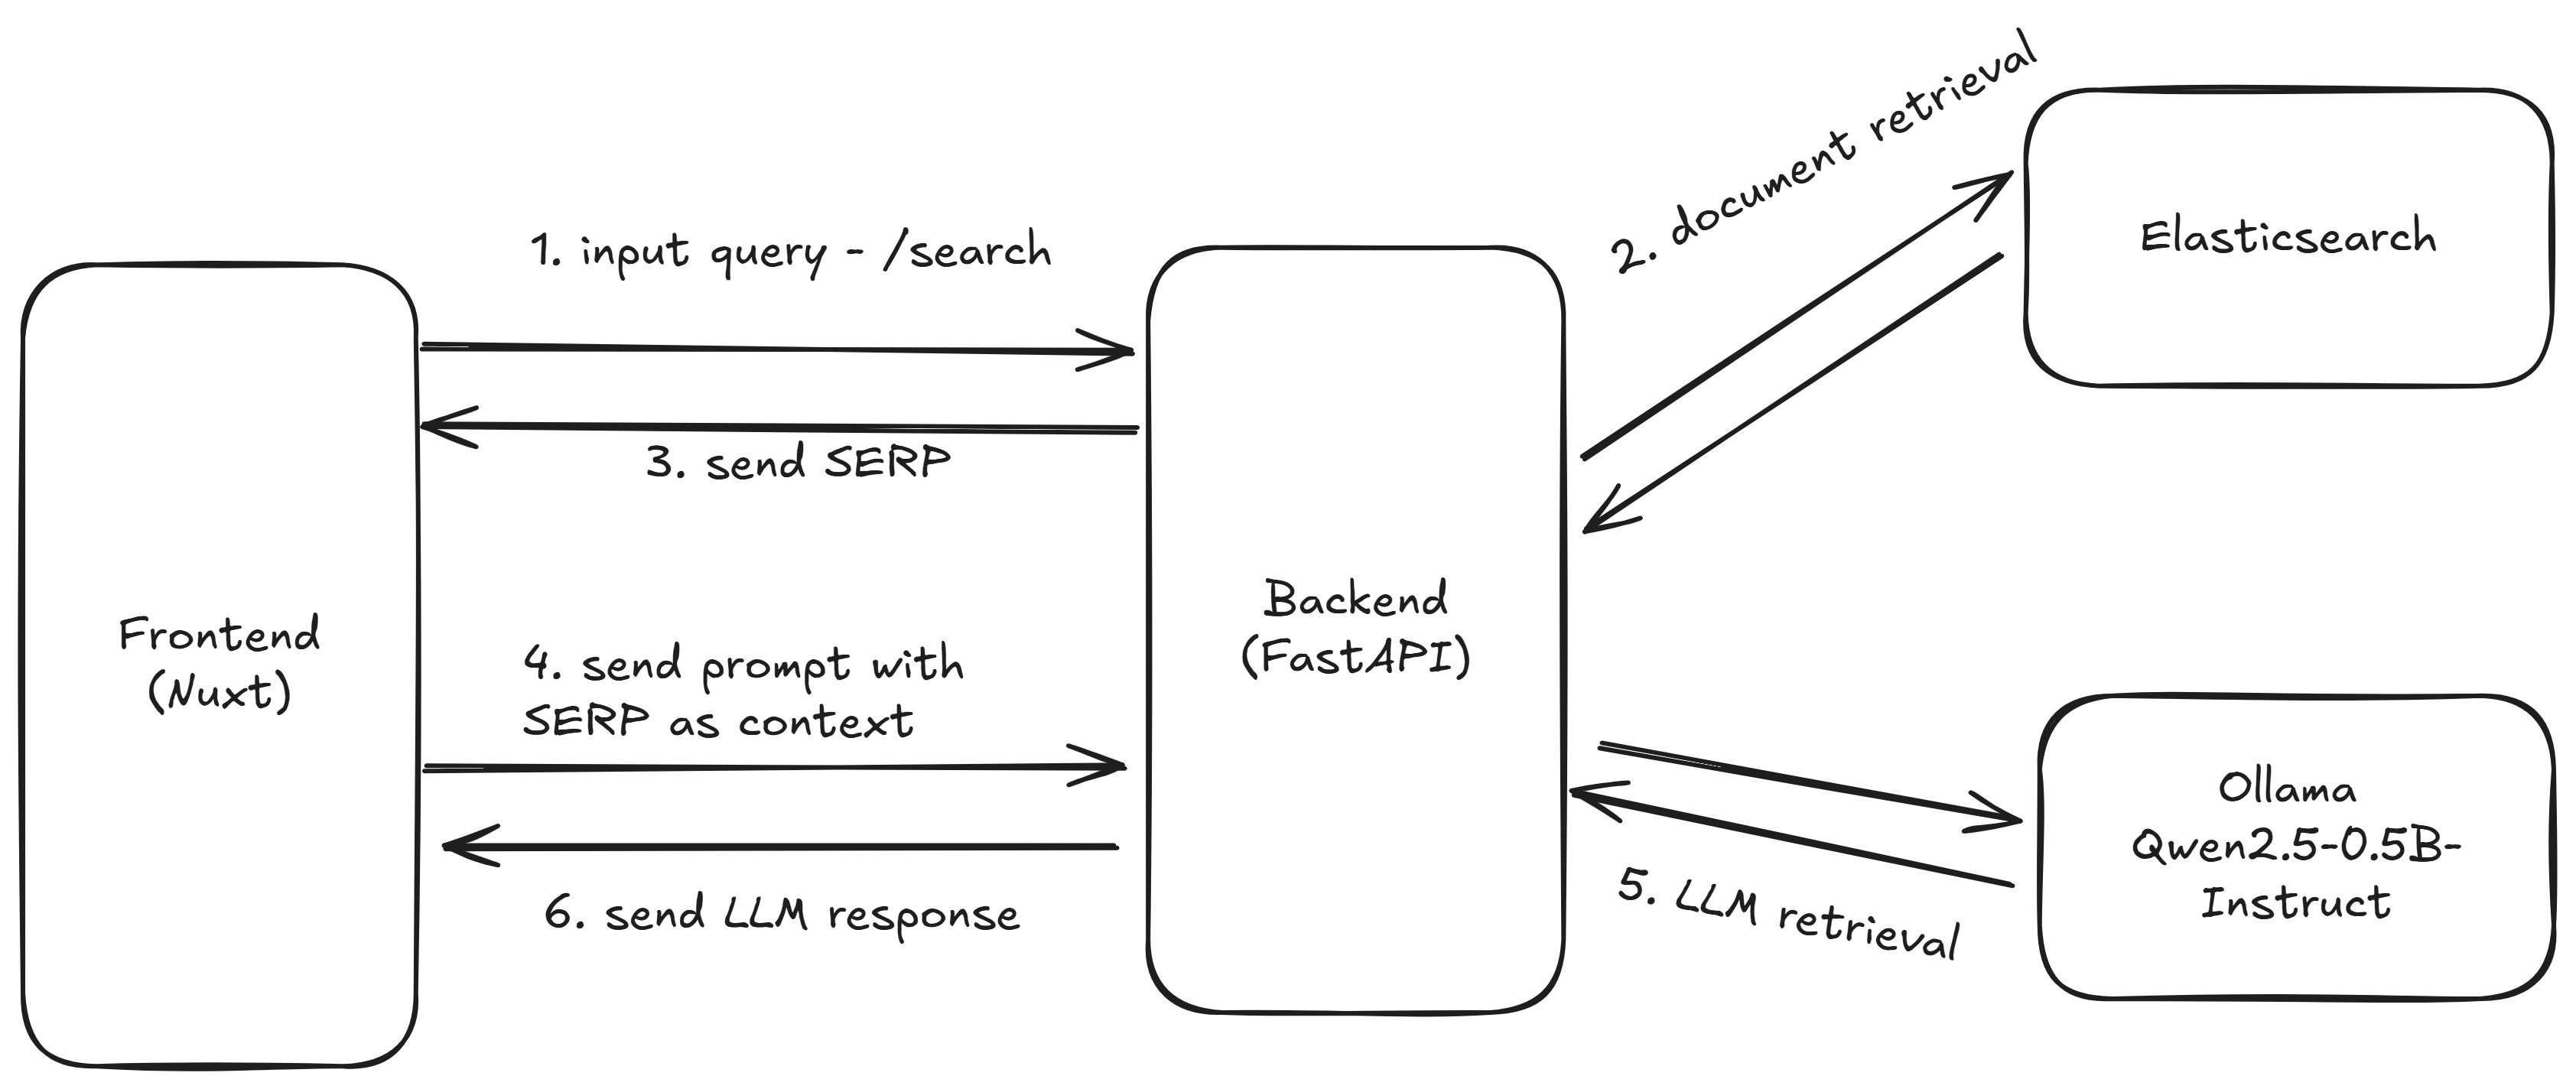 1. input query - /search
3. send SERP
Frontend
(Nuxt)
4. send prompt with
SERP as context
6. send LLM response
Backend
(FastAPI)
2. document retrieval
Elasticsearch
5. LLM retrieval
Ollama
Qwen2.5-0.5B-
Instruct